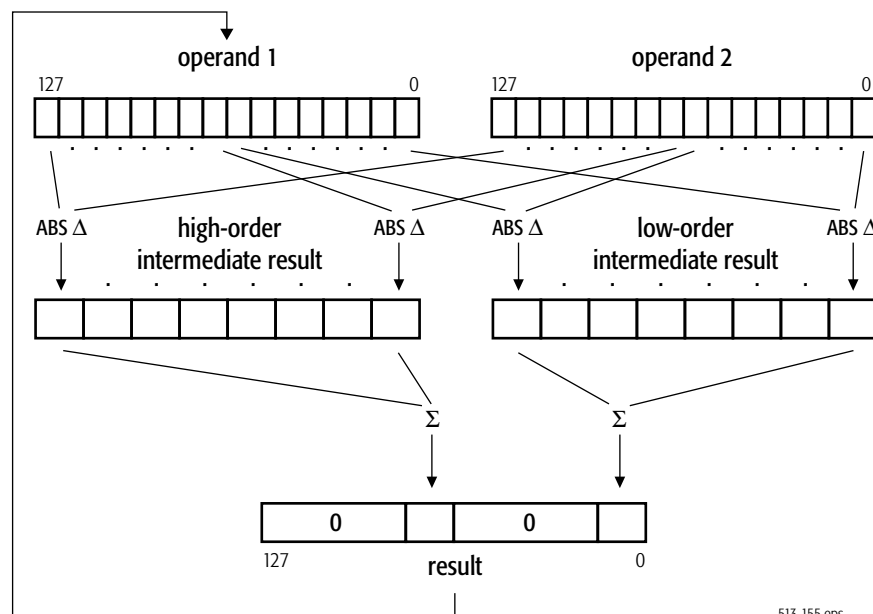 operand 1 operand 2
127 0 127 0
. . . . . . . . . . . . . . . . . . . . . . . .
ABS Δ high-order ABS Δ ABS Δ low-order ABS Δ
intermediate result intermediate result
. . . . . . . . . . . .
Σ Σ
0 0
127 result 0
513-155.eps